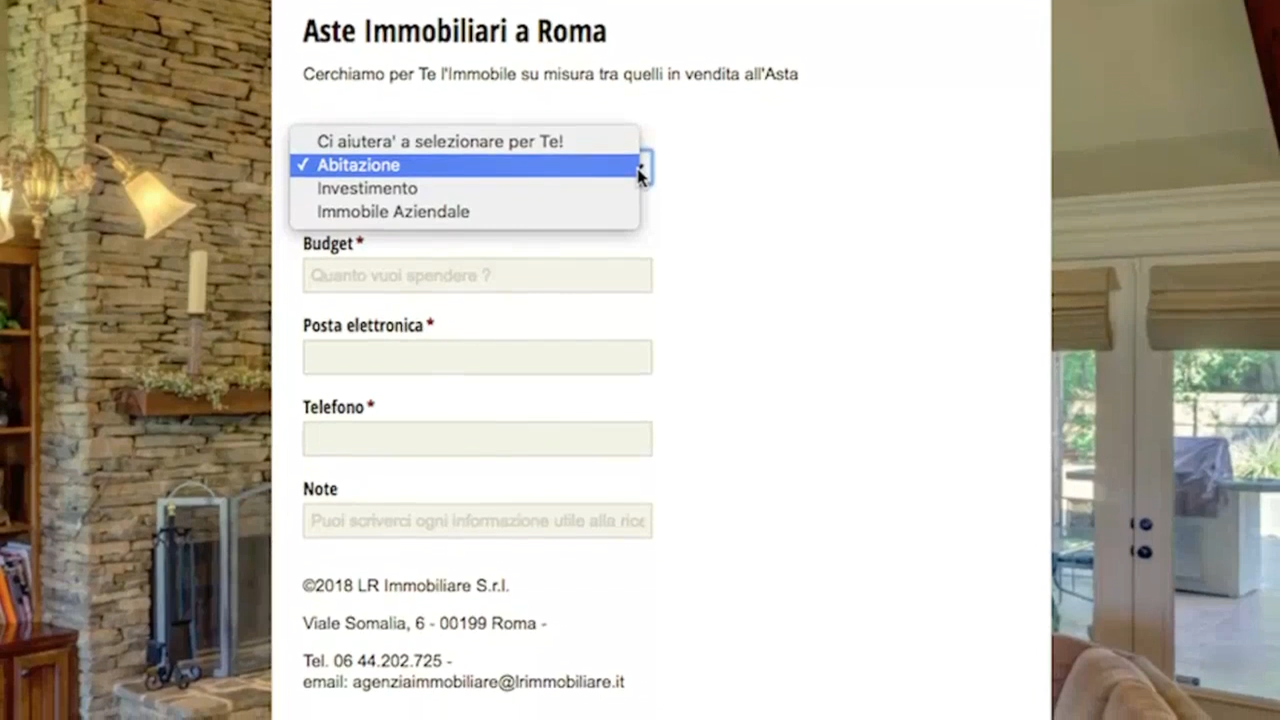 Aste Immobiliari a Roma
Cerchiamo per Te l'Immobile su misura tra quelli in vendita all'Asta
Ci aiutera' a selezionare per Te!
✓ Abitazione
Investimento
Immobile Aziendale
Budget *
Quanto vuoi spendere ?
Posta elettronica *
Telefono *
Note
Puoi scriverci ogni informazione utile alla rice
©2018 LR Immobiliare S.r.l.
Viale Somalia, 6 - 00199 Roma -
Tel. 06 44.202.725 -
email: agenziaimmobiliare@lrimmobiliare.it